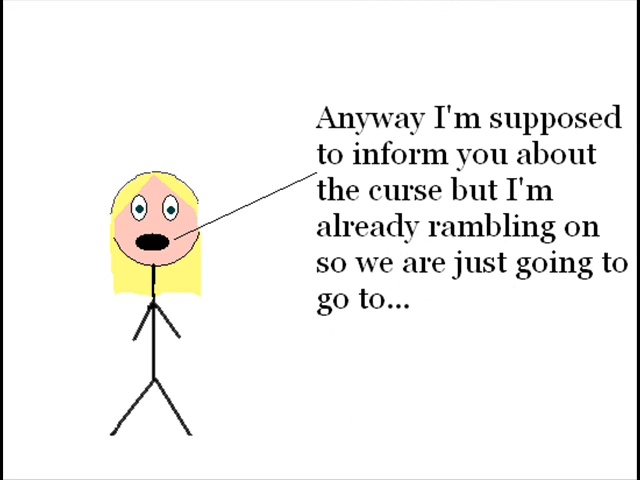 Anyway I'm supposed
to inform you about
the curse but I'm
already rambling on
so we are just going to
go to...